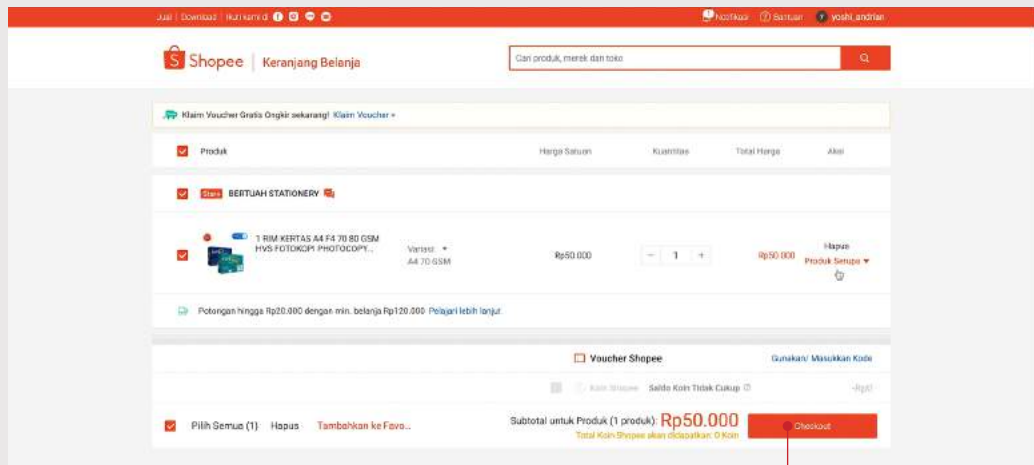 Jual | Download | Ikuti kami di
Notifikasi Bantuan yoshi_andrian
Shopee | Keranjang Belanja
Cari produk, merek dan toko
Klaim Voucher Gratis Ongkir sekarang! Klaim Voucher »
Produk Harga Satuan Kuantitas Total Harga Aksi
Star+ BERTUAH STATIONERY
1 RIM KERTAS A4 F4 70 80 GSM
HVS FOTOKOPI PHOTOCOPY...
Variasi:
A4 70 GSM
Rp50.000 - 1 + Rp50.000
Hapus
Produk Serupa
Potongan hingga Rp20.000 dengan min. belanja Rp120.000 Pelajari lebih lanjut
Voucher Shopee Gunakan/ Masukkan Kode
Koin Shopee Saldo Koin Tidak Cukup ? -Rp0
Pilih Semua (1) Hapus Tambahkan ke Favo... Subtotal untuk Produk (1 produk): Rp50.000 Checkout
Total Koin Shopee akan didapatkan: 0 Koin